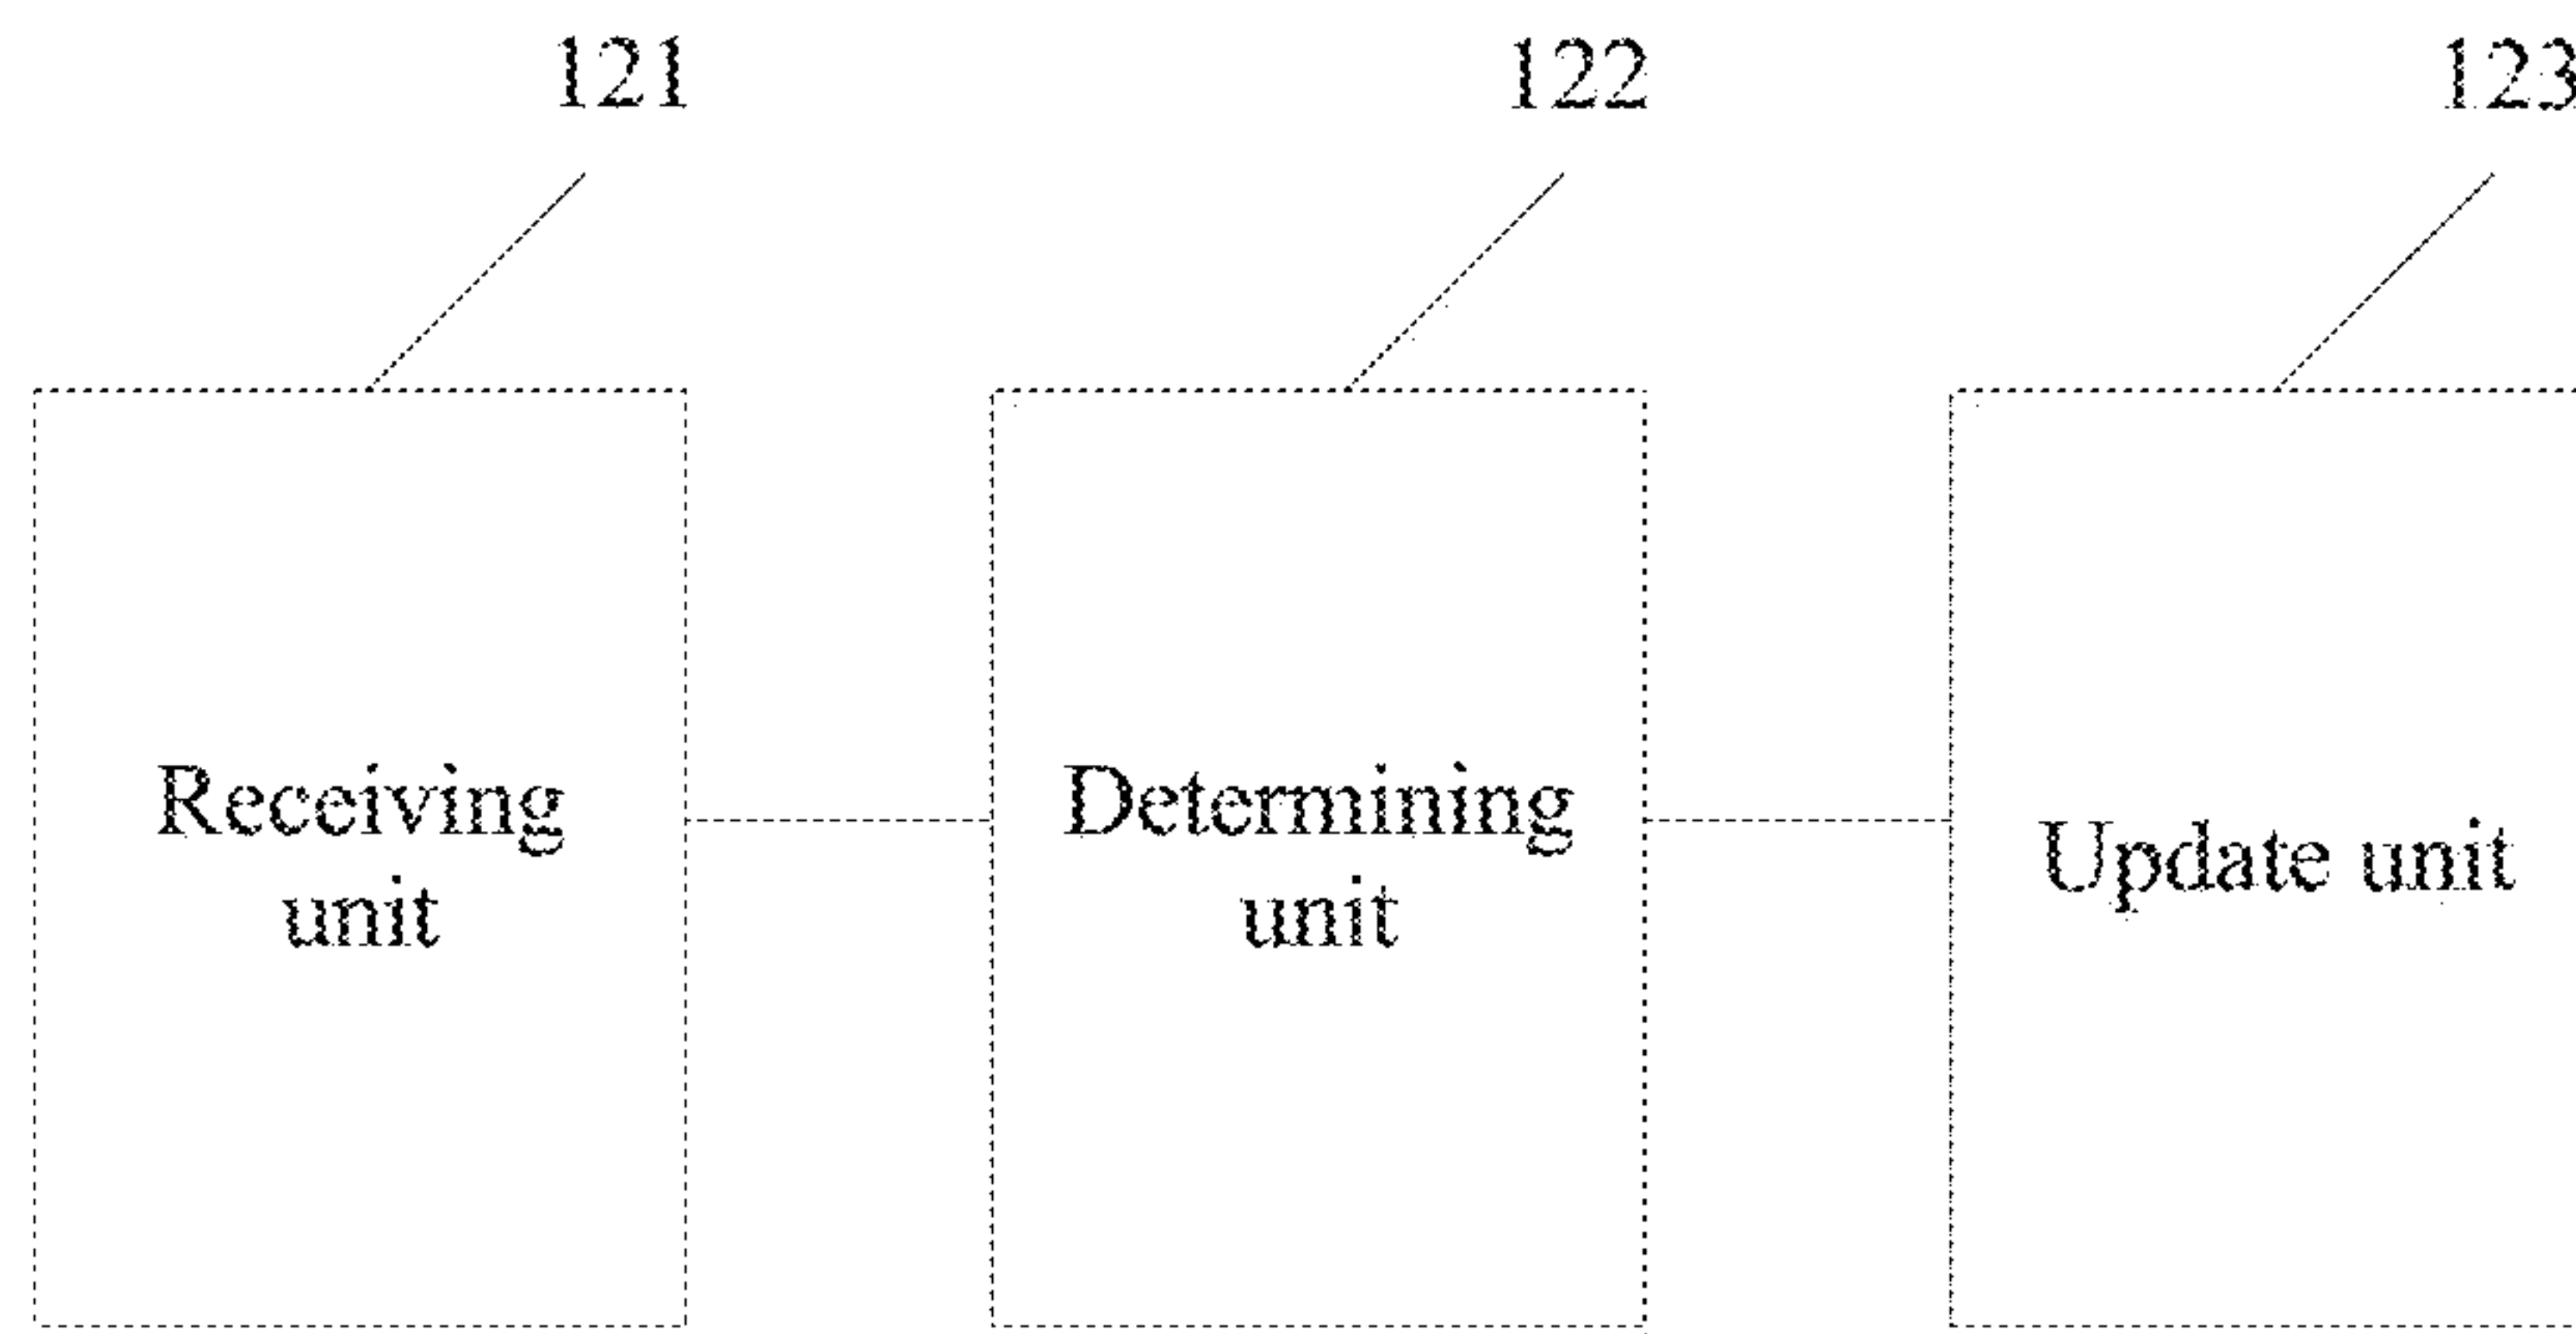 121
122
123
Receiving
unit
Determining
unit
Update unit